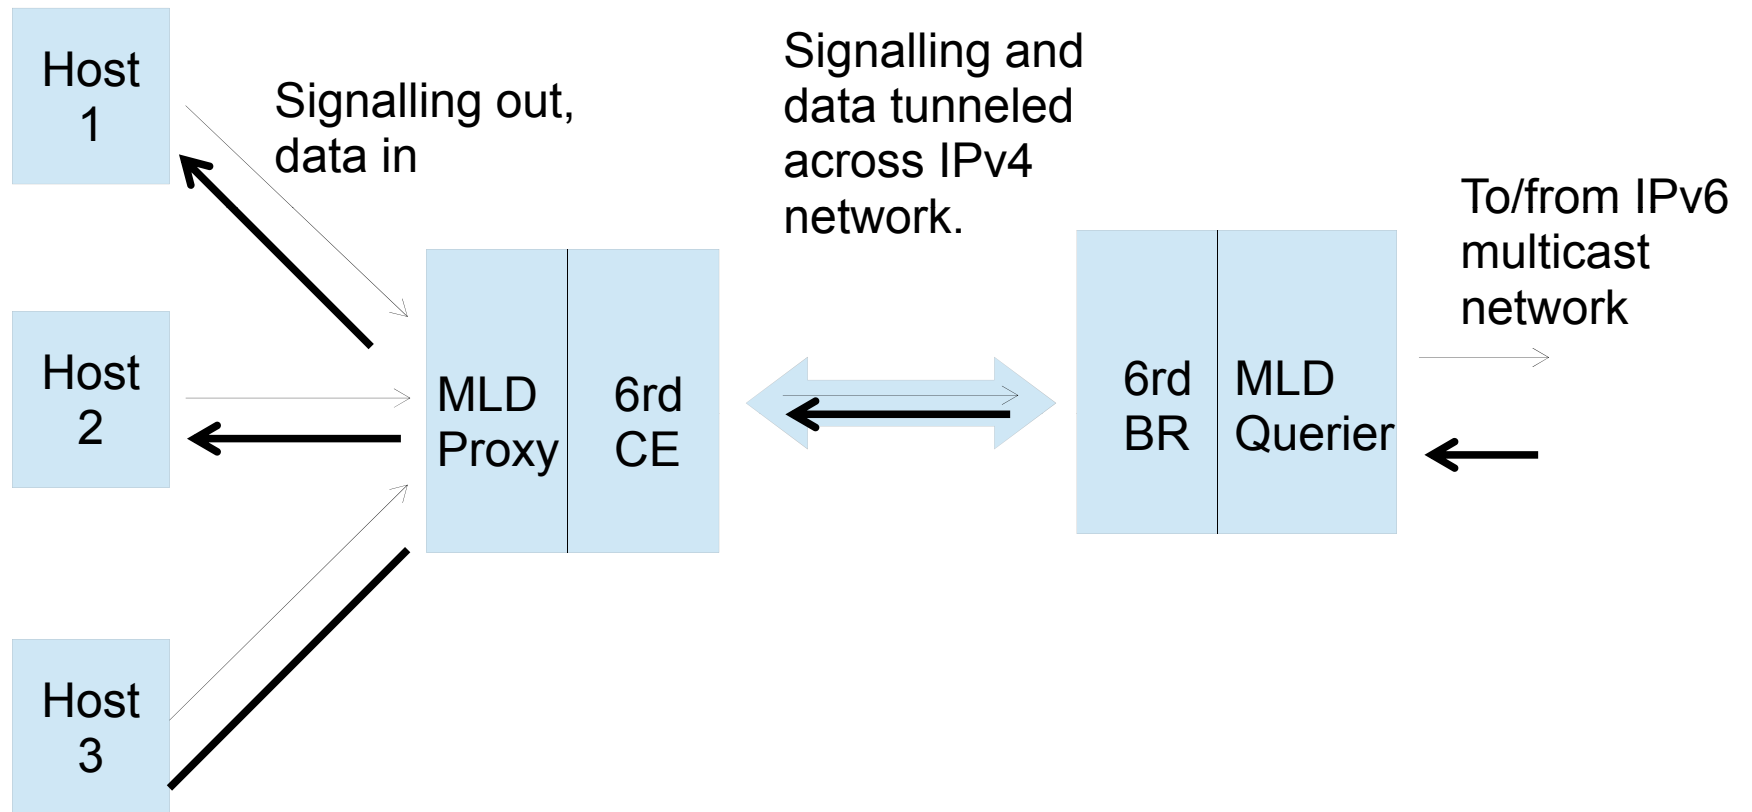 Host
1
Signalling out,
data in
Signalling and
data tunneled
across IPv4
network.
To/from IPv6
multicast
network
Host
2
MLD
Proxy
6rd
CE
6rd
BR
MLD
Querier
Host
3